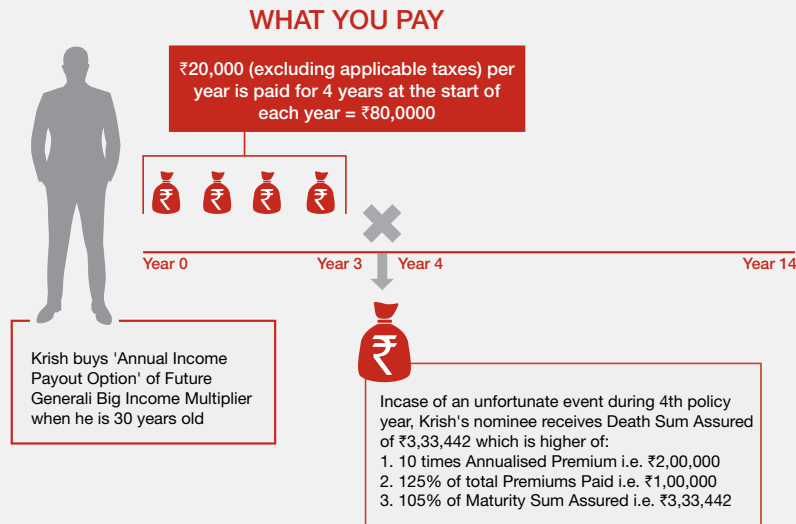 WHAT YOU PAY
₹20,000 (excluding applicable taxes) per
year is paid for 4 years at the start of
each year = ₹80,0000
₹ ₹ ₹ ₹
Year 0 Year 3 Year 4 Year 14
₹
Krish buys 'Annual Income
Payout Option' of Future
Generali Big Income Multiplier
when he is 30 years old
Incase of an unfortunate event during 4th policy
year, Krish's nominee receives Death Sum Assured
of ₹3,33,442 which is higher of:
1. 10 times Annualised Premium i.e. ₹2,00,000
2. 125% of total Premiums Paid i.e. ₹1,00,000
3. 105% of Maturity Sum Assured i.e. ₹3,33,442